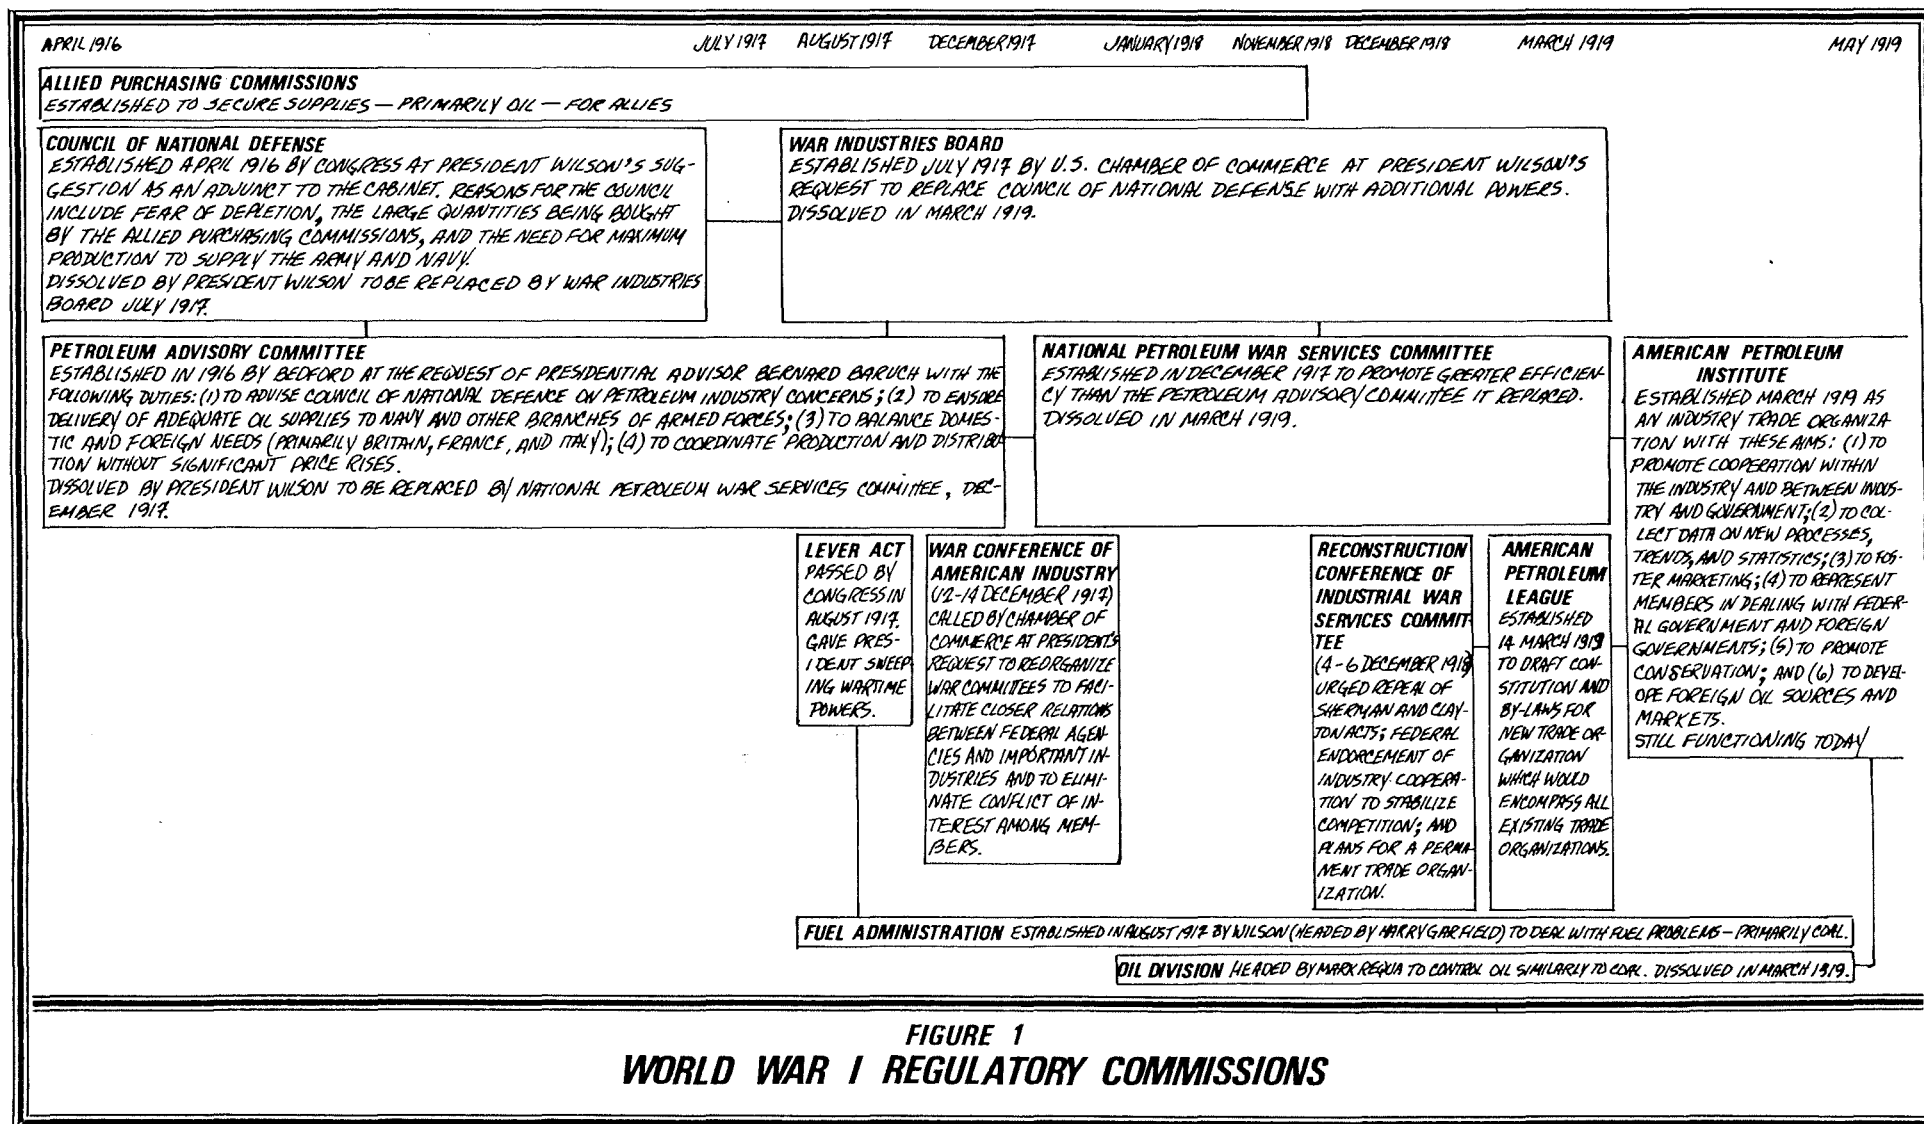 APRIL 1916 JULY 1917 AUGUST 1917 DECEMBER 1917 JANUARY 1918 NOVEMBER 1918 DECEMBER 1918 MARCH 1919 MAY 1919
ALLIED PURCHASING COMMISSIONS
ESTABLISHED TO SECURE SUPPLIES — PRIMARILY OIL — FOR ALLIES
COUNCIL OF NATIONAL DEFENSE
ESTABLISHED APRIL 1916 BY CONGRESS AT PRESIDENT WILSON'S SUG-
GESTION AS AN ADJUNCT TO THE CABINET. REASONS FOR THE COUNCIL
INCLUDE FEAR OF DEPLETION, THE LARGE QUANTITIES BEING BOUGHT
BY THE ALLIED PURCHASING COMMISSIONS, AND THE NEED FOR MAXIMUM
PRODUCTION TO SUPPLY THE ARMY AND NAVY.
DISSOLVED BY PRESIDENT WILSON TO BE REPLACED BY WAR INDUSTRIES
BOARD JULY 1917.
WAR INDUSTRIES BOARD
ESTABLISHED JULY 1917 BY U.S. CHAMBER OF COMMERCE AT PRESIDENT WILSON'S
REQUEST TO REPLACE COUNCIL OF NATIONAL DEFENSE WITH ADDITIONAL POWERS.
DISSOLVED IN MARCH 1919.
PETROLEUM ADVISORY COMMITTEE
ESTABLISHED IN 1916 BY BEDFORD AT THE REQUEST OF PRESIDENTIAL ADVISOR BERNARD BARUCH WITH THE
FOLLOWING DUTIES: (1) TO ADVISE COUNCIL OF NATIONAL DEFENCE ON PETROLEUM INDUSTRY CONCERNS; (2) TO ENSURE
DELIVERY OF ADEQUATE OIL SUPPLIES TO NAVY AND OTHER BRANCHES OF ARMED FORCES; (3) TO BALANCE DOMES-
TIC AND FOREIGN NEEDS (PRIMARILY BRITAIN, FRANCE, AND ITALY); (4) TO COORDINATE PRODUCTION AND DISTRIBU-
TION WITHOUT SIGNIFICANT PRICE RISES.
DISSOLVED BY PRESIDENT WILSON TO BE REPLACED BY NATIONAL PETROLEUM WAR SERVICES COMMITTEE, DEC-
EMBER 1917.
NATIONAL PETROLEUM WAR SERVICES COMMITTEE
ESTABLISHED IN DECEMBER 1917 TO PROMOTE GREATER EFFICIEN-
CY THAN THE PETROLEUM ADVISORY COMMITTEE IT REPLACED.
DISSOLVED IN MARCH 1919.
AMERICAN PETROLEUM
INSTITUTE
ESTABLISHED MARCH 1919 AS
AN INDUSTRY TRADE ORGANIZA-
TION WITH THESE AIMS: (1) TO
PROMOTE COOPERATION WITHIN
THE INDUSTRY AND BETWEEN INDUS-
TRY AND GOVERNMENT; (2) TO COL-
LECT DATA ON NEW PROCESSES,
TRENDS, AND STATISTICS; (3) TO FOS-
TER MARKETING; (4) TO REPRESENT
MEMBERS IN DEALING WITH FEDER-
AL GOVERNMENT AND FOREIGN
GOVERNMENTS; (5) TO PROMOTE
CONSERVATION; AND (6) TO DEVEL-
OPE FOREIGN OIL SOURCES AND
MARKETS.
STILL FUNCTIONING TODAY
LEVER ACT
PASSED BY
CONGRESS IN
AUGUST 1917.
GAVE PRES-
IDENT SWEEP
ING WARTIME
POWERS.
WAR CONFERENCE OF
AMERICAN INDUSTRY
(12-14 DECEMBER 1917)
CALLED BY CHAMBER OF
COMMERCE AT PRESIDENT'S
REQUEST TO REORGANIZE
WAR COMMITTEES TO FACI-
LITATE CLOSER RELATIONS
BETWEEN FEDERAL AGEN-
CIES AND IMPORTANT IN-
DUSTRIES AND TO ELIMI-
NATE CONFLICT OF IN-
TEREST AMONG MEM-
BERS.
RECONSTRUCTION
CONFERENCE OF
INDUSTRIAL WAR
SERVICES COMMIT-
TEE
(4-6 DECEMBER 1918)
URGED REPEAL OF
SHERMAN AND CLAY-
TON ACTS; FEDERAL
ENDORCEMENT OF
INDUSTRY COOPERA-
TION TO STABILIZE
COMPETITION; AND
PLANS FOR A PERMA-
NENT TRADE ORGAN-
IZATION.
AMERICAN
PETROLEUM
LEAGUE
ESTABLISHED
14 MARCH 1919
TO DRAFT CON-
STITUTION AND
BY-LAWS FOR
NEW TRADE OR-
GANIZATION
WHICH WOULD
ENCOMPASS ALL
EXISTING TRADE
ORGANIZATIONS.
FUEL ADMINISTRATION ESTABLISHED IN AUGUST 1917 BY WILSON (HEADED BY HARRY GARFIELD) TO DEAL WITH FUEL PROBLEMS — PRIMARILY COAL.
OIL DIVISION HEADED BY MARK REQUA TO CONTROL OIL SIMILARLY TO COAL. DISSOLVED IN MARCH 1919.
FIGURE 1
WORLD WAR I REGULATORY COMMISSIONS